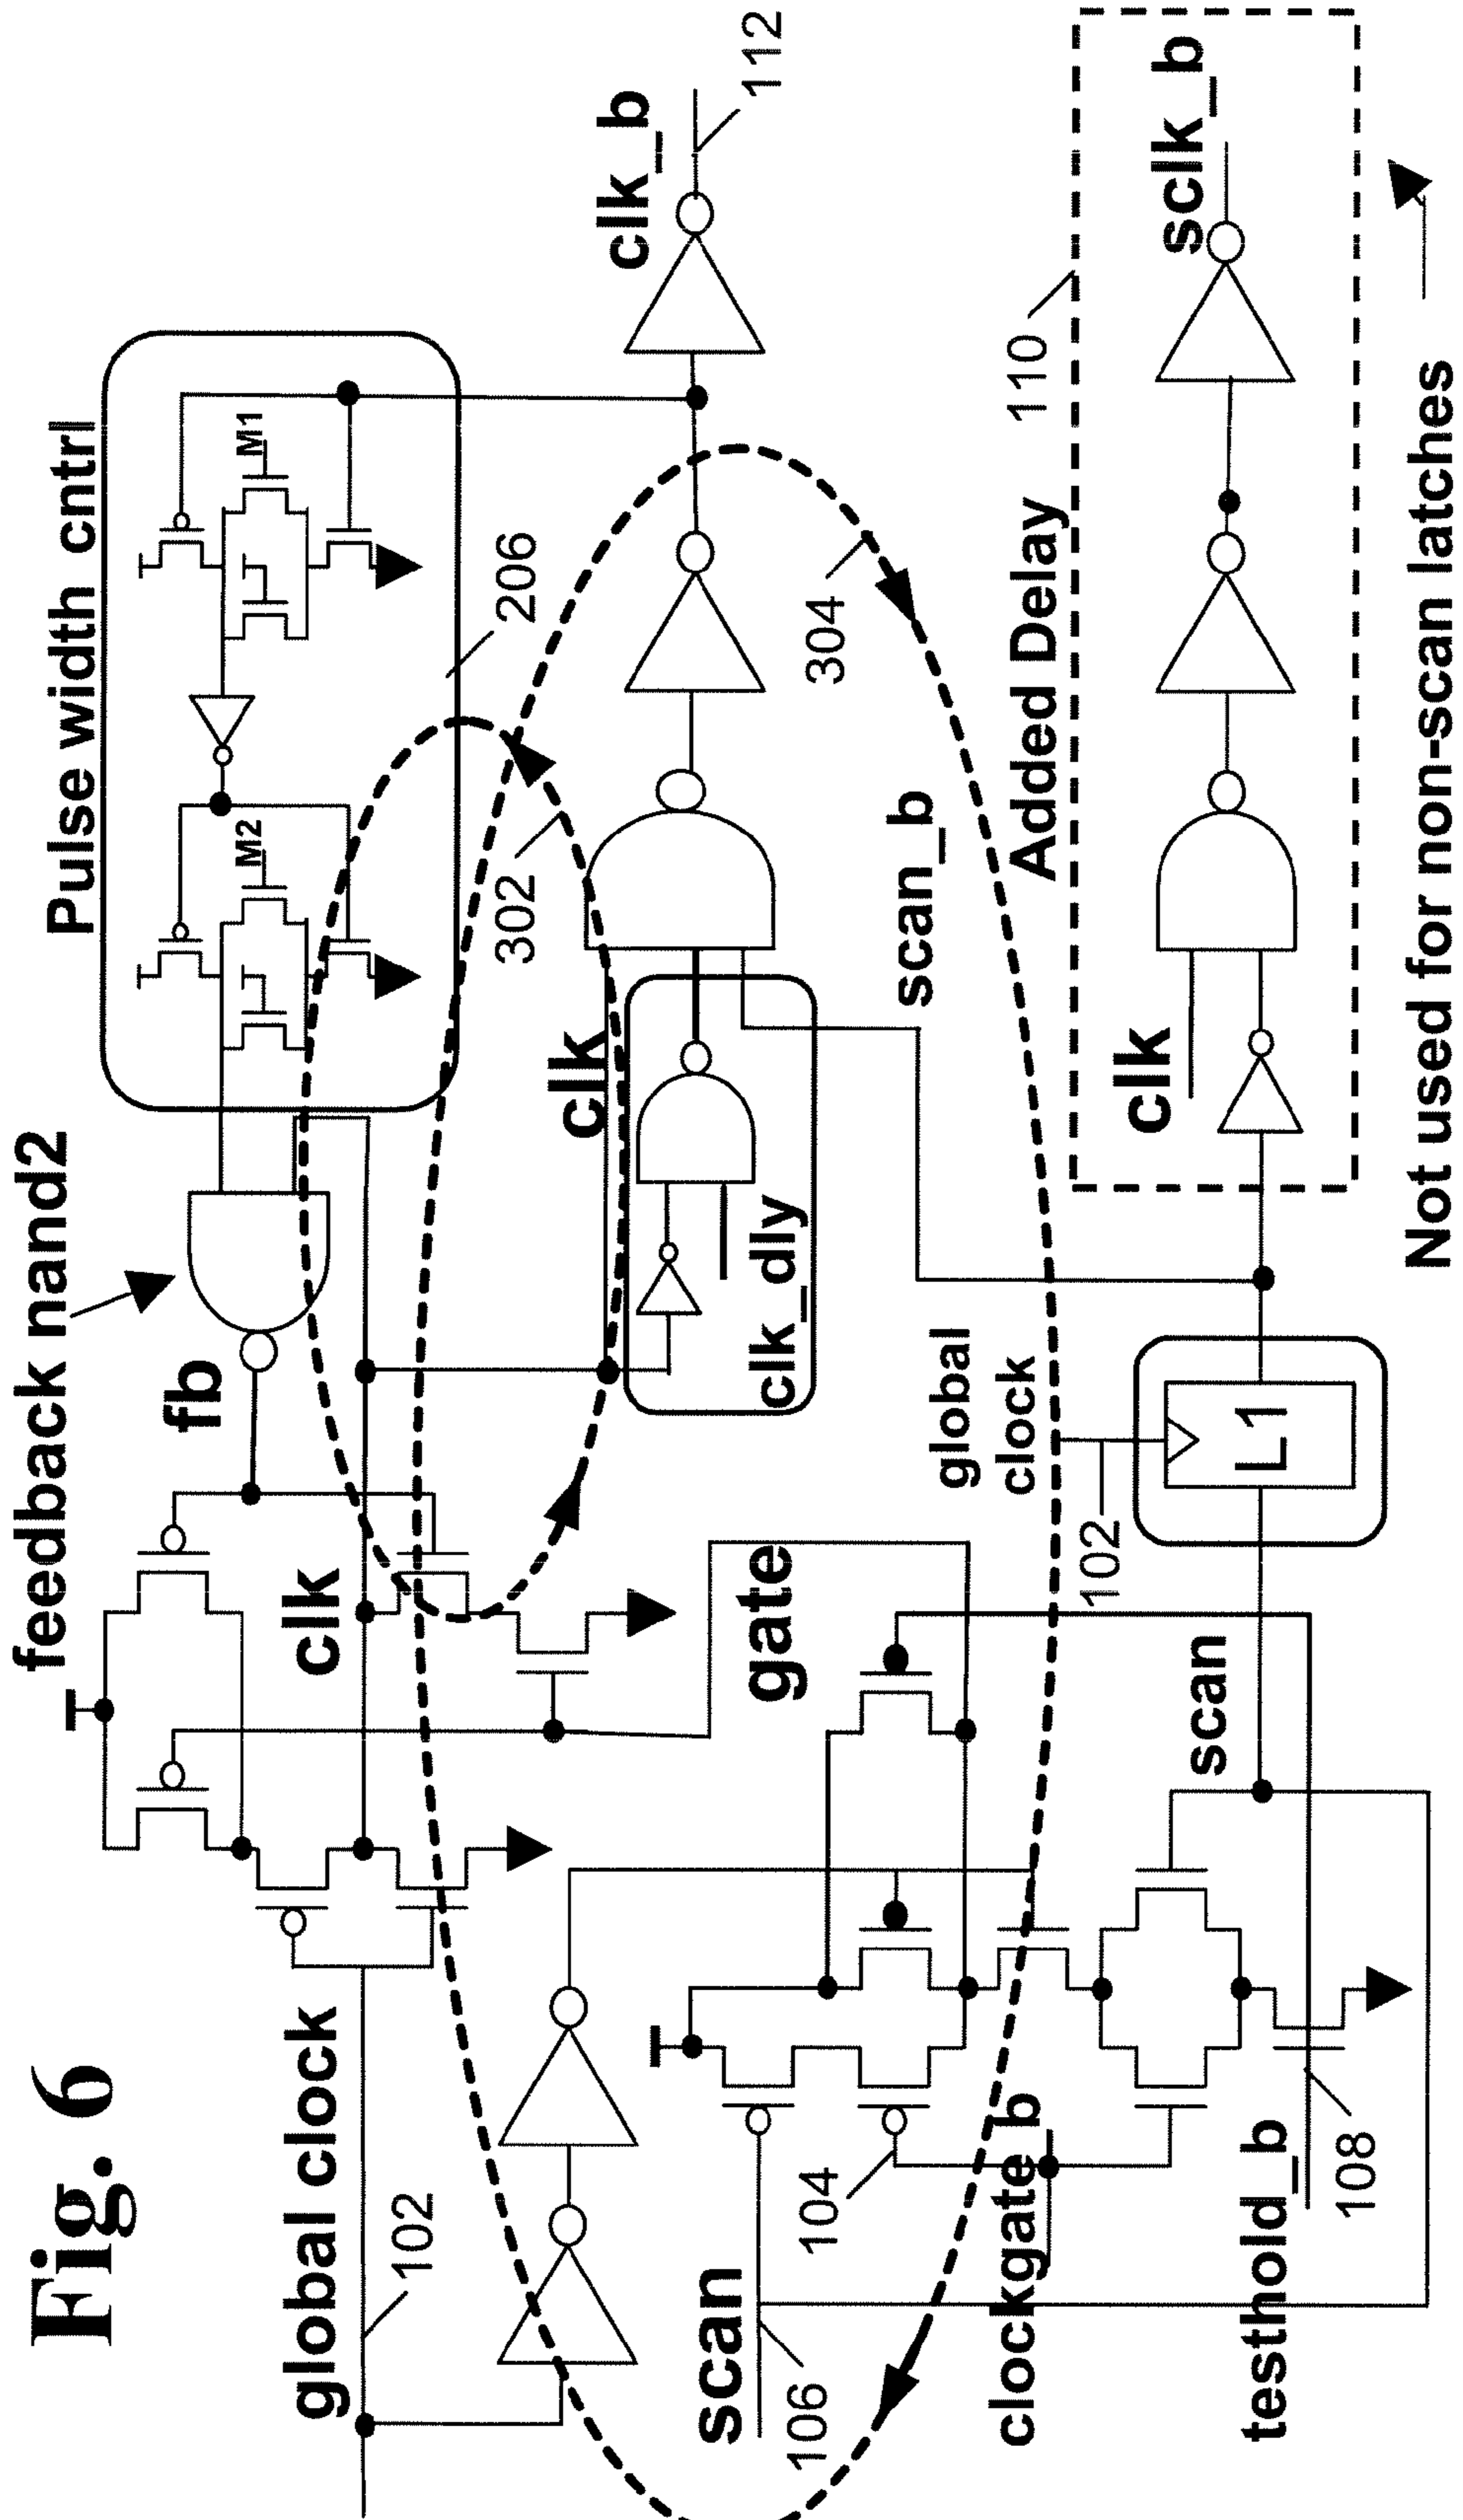 Fig. 6
feedback nand2
Pulse width cntrl
fb
M2
M1
global clock
102
clk
206
302
clk
clk_b
112
clk_dly
304
scan
106
104
gate
scan_b
global
clock
102
Added Delay
110
clockgate_b
testhold_b
108
scan
L1
clk
sclk_b
Not used for non-scan latches